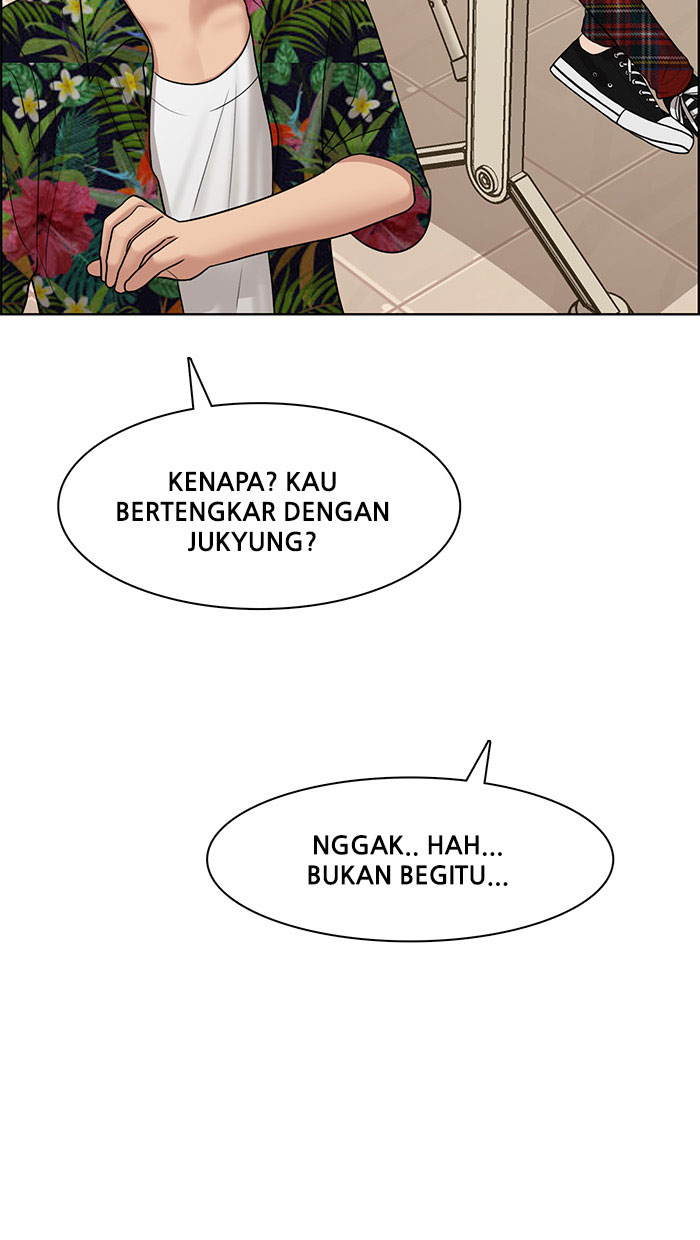 KENAPA? KAU
BERTENGKAR DENGAN
JUKYUNG?
NGGAK.. HAH...
BUKAN BEGITU...